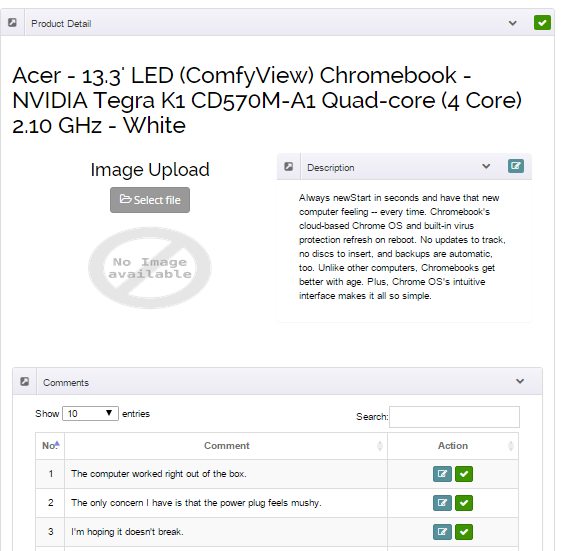 Product Detail
Acer - 13.3' LED (ComfyView) Chromebook -
NVIDIA Tegra K1 CD570M-A1 Quad-core (4 Core)
2.10 GHz - White
Image Upload
Select file
No Image
available
Description
Always newStart in seconds and have that new
computer feeling -- every time. Chromebook's
cloud-based Chrome OS and built-in virus
protection refresh on reboot. No updates to track,
no discs to insert, and backups are automatic,
too. Unlike other computers, Chromebooks get
better with age. Plus, Chrome OS's intuitive
interface makes it all so simple.
Comments
Show 10 entries
Search:
No. Comment Action
1 The computer worked right out of the box.
2 The only concern I have is that the power plug feels mushy.
3 I'm hoping it doesn't break.